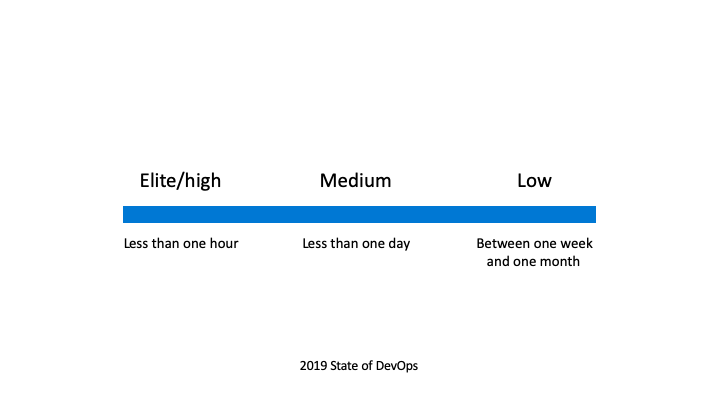 Elite/high Medium Low
Less than one hour Less than one day Between one week
and one month
2019 State of DevOps